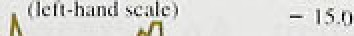 (left-hand scale)
– 15.0